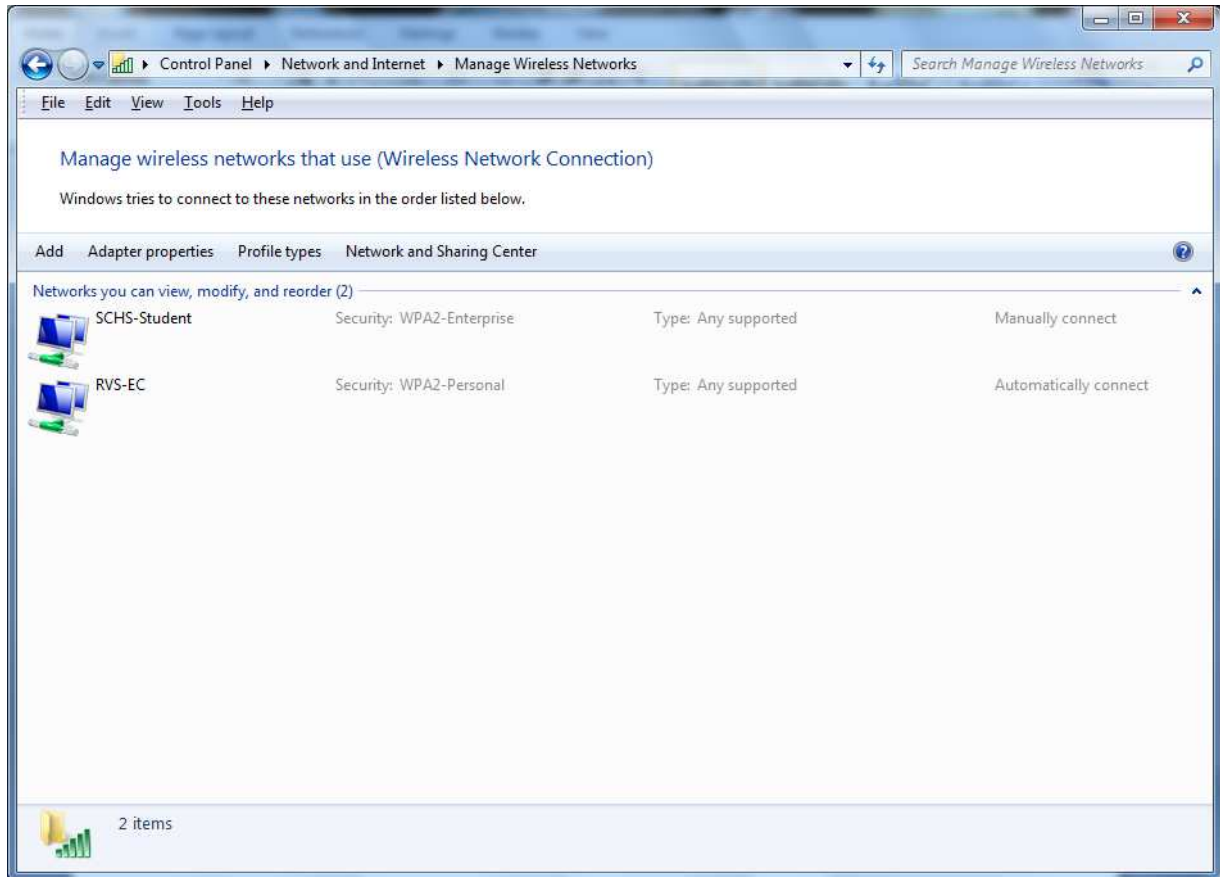 Control Panel ▸ Network and Internet ▸ Manage Wireless Networks
Search Manage Wireless Networks
File Edit View Tools Help
Manage wireless networks that use (Wireless Network Connection)
Windows tries to connect to these networks in the order listed below.
Add Adapter properties Profile types Network and Sharing Center
Networks you can view, modify, and reorder (2)
SCHS-Student Security: WPA2-Enterprise Type: Any supported Manually connect
RVS-EC Security: WPA2-Personal Type: Any supported Automatically connect
2 items